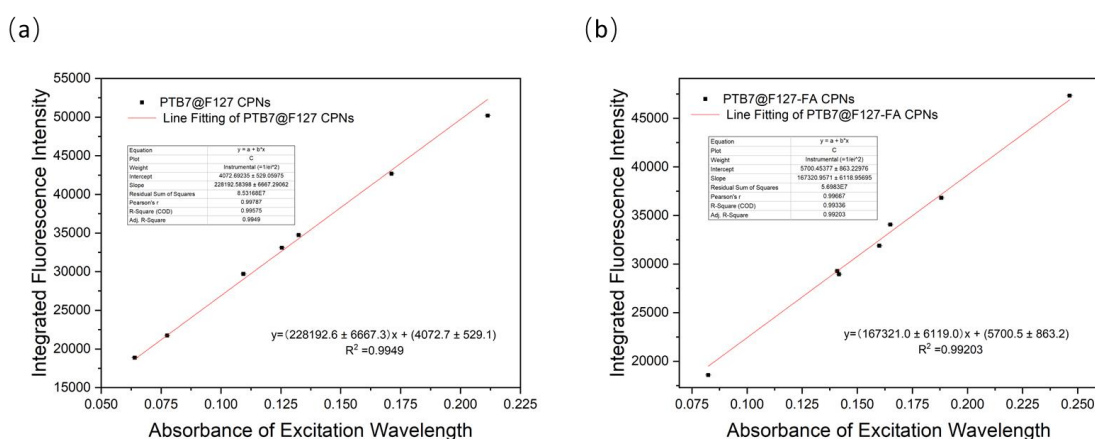 (a)
55000
50000
45000
40000
35000
30000
25000
20000
15000
Integrated Fluorescence Intensity
PTB7@F127 CPNs
Line Fitting of PTB7@F127 CPNs
Equation y = a + b*x
Plot C
Weight Instrumental (=1/ei^2)
Intercept 4072.69235 ± 529.05975
Slope 228192.58398 ± 6667.29062
Residual Sum of Squares 8.53168E7
Pearson's r 0.99787
R-Square (COD) 0.99575
Adj. R-Square 0.9949
y=(228192.6 ± 6667.3)x + (4072.7 ± 529.1)
R² =0.9949
0.050 0.075 0.100 0.125 0.150 0.175 0.200 0.225
Absorbance of Excitation Wavelength
(b)
45000
40000
35000
30000
25000
20000
Integrated Fluorescence Intensity
PTB7@F127-FA CPNs
Line Fitting of PTB7@F127-FA CPNs
Equation y = a + b*x
Plot C
Weight Instrumental (=1/ei^2)
Intercept 5700.45377 ± 863.22976
Slope 167320.9571 ± 6118.95695
Residual Sum of Squares 5.6983E7
Pearson's r 0.99667
R-Square (COD) 0.99336
Adj. R-Square 0.99203
y=(167321.0 ± 6119.0)x + (5700.5 ± 863.2)
R² =0.99203
0.075 0.100 0.125 0.150 0.175 0.200 0.225 0.250
Absorbance of Excitation Wavelength